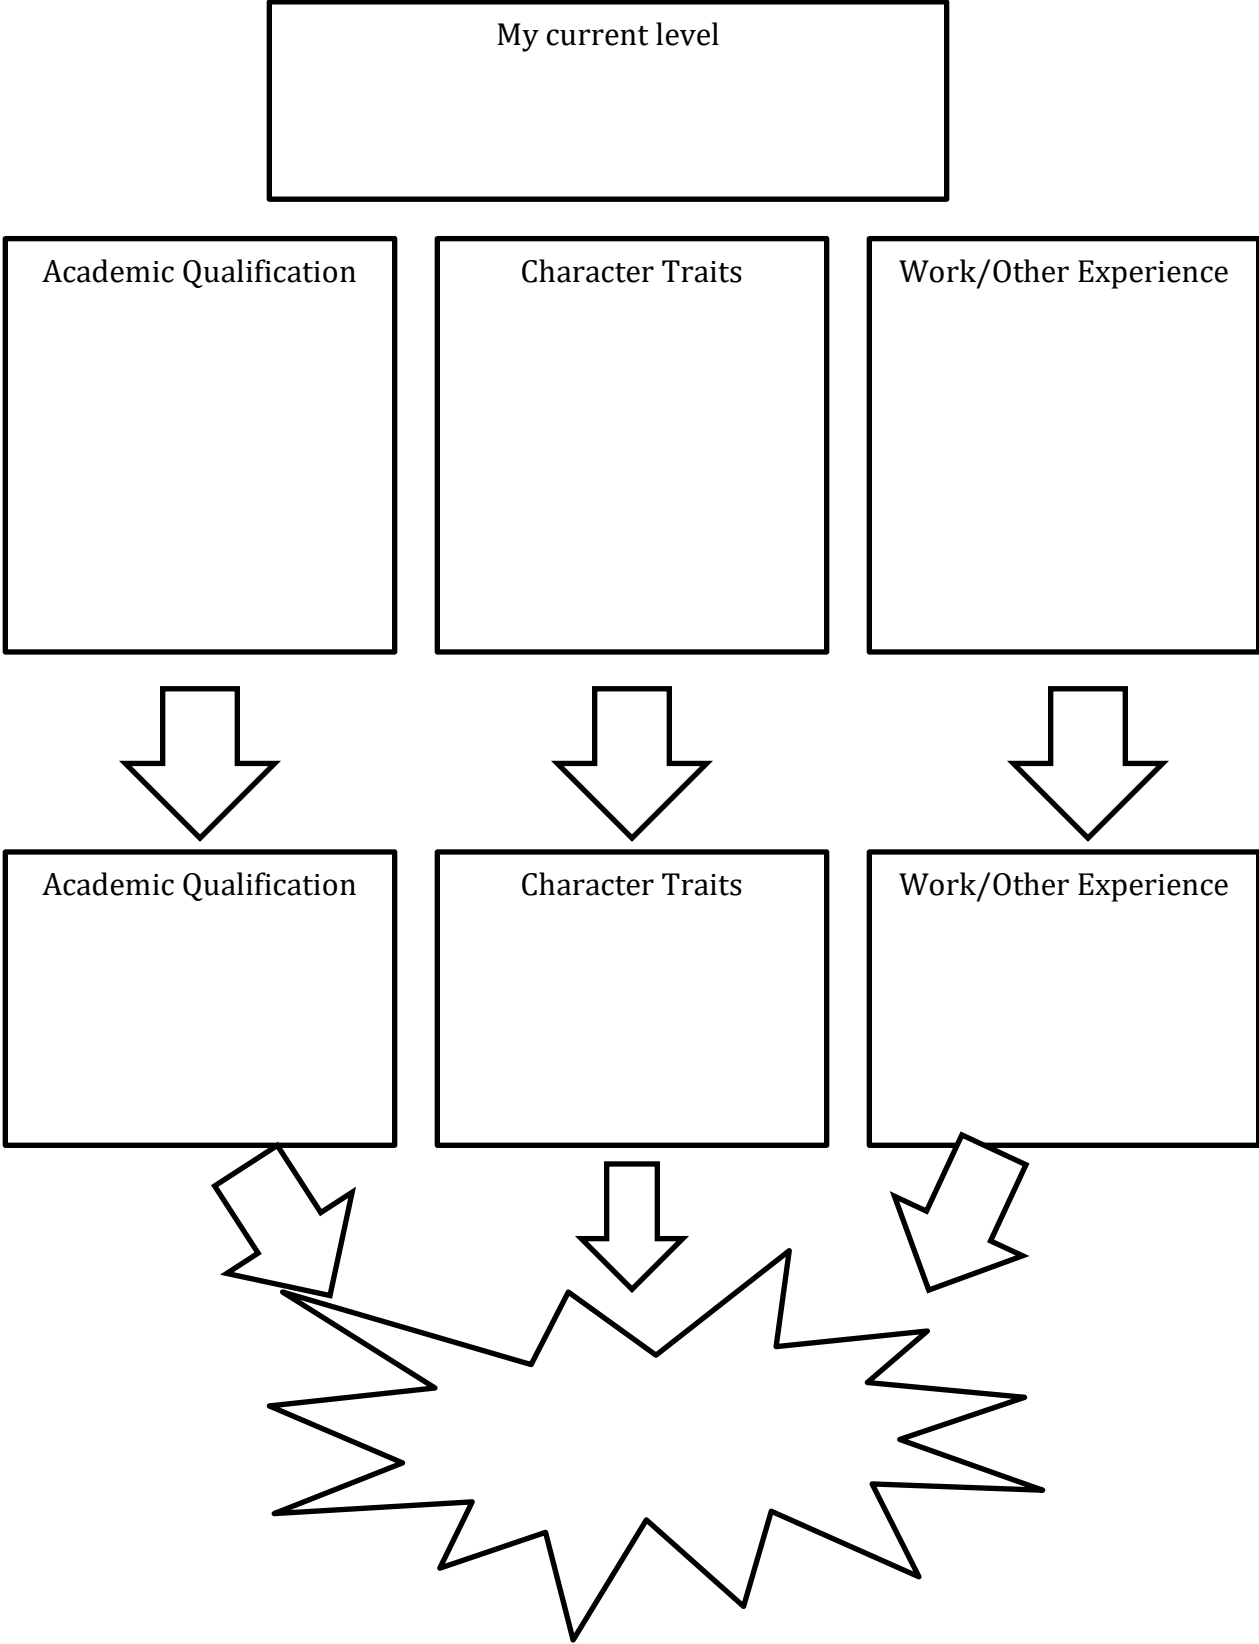 My current level
Academic Qualification
Character Traits
Work/Other Experience
Academic Qualification
Character Traits
Work/Other Experience